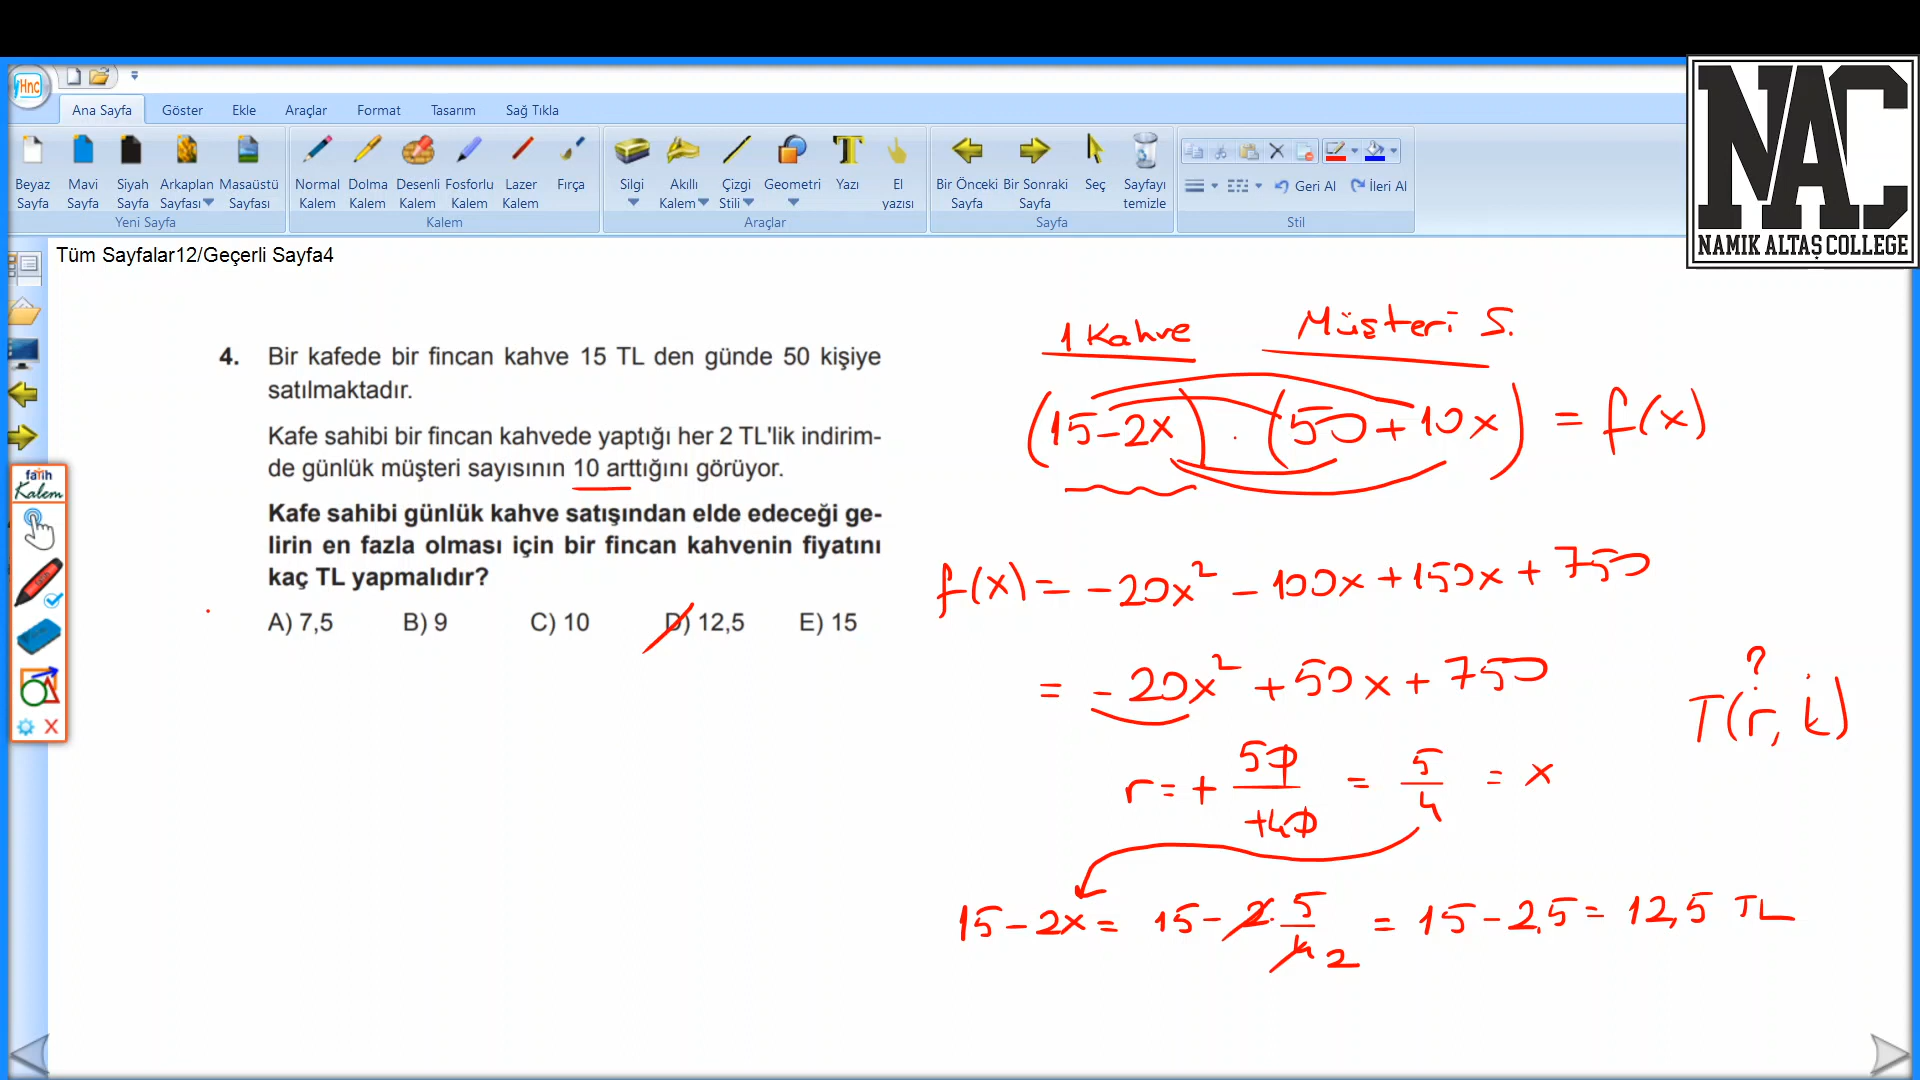 Ana Sayfa Göster Ekle Araçlar Format Tasarım Sağ Tıkla
Beyaz Sayfa Mavi Sayfa Siyah Sayfa Arkaplan Sayfası Masaüstü Sayfası
Yeni Sayfa
Normal Kalem Dolma Kalem Desenli Kalem Fosforlu Kalem Lazer Kalem Fırça
Kalem
Silgi Akıllı Kalem Çizgi Stili Geometri Yazı El yazısı
Araçlar
Bir Önceki Sayfa Bir Sonraki Sayfa Seç Sayfayı temizle
Sayfa
Geri Al İleri Al
Stil
NAC
NAMIK ALTAŞ COLLEGE
Tüm Sayfalar12/Geçerli Sayfa4
fatih
Kalem
4. Bir kafede bir fincan kahve 15 TL den günde 50 kişiye
satılmaktadır.
Kafe sahibi bir fincan kahvede yaptığı her 2 TL'lik indirim-
de günlük müşteri sayısının 10 arttığını görüyor.
Kafe sahibi günlük kahve satışından elde edeceği ge-
lirin en fazla olması için bir fincan kahvenin fiyatını
kaç TL yapmalıdır?
A) 7,5 B) 9 C) 10 D) 12,5 E) 15
1 Kahve Müşteri S.
(15-2x) . (50+10x) = f(x)
f(x) = -20x² - 100x + 150x + 750
= -20x² + 50x + 750
?
T(r, k)
r = + 50/+40 = 5/4 = x
15-2x = 15 - 2. 5/4 2 = 15 - 2,5 = 12,5 TL